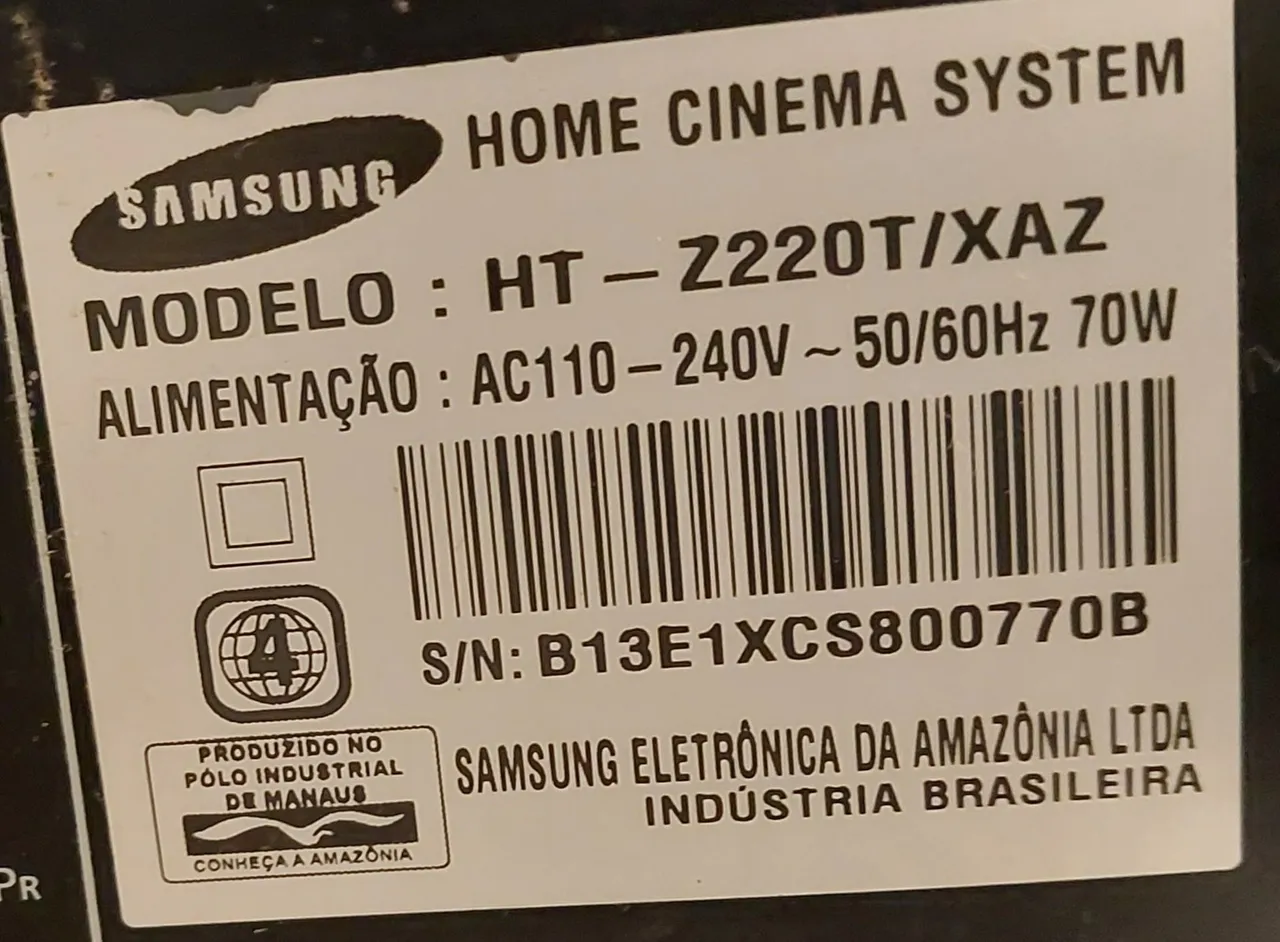 SAMSUNG HOME CINEMA SYSTEM
MODELO : HT – Z220T/XAZ
ALIMENTAÇÃO : AC110 – 240V ~ 50/60Hz 70W
4
S/N: B13E1XCS800770B
PRODUZIDO NO
PÓLO INDUSTRIAL
DE MANAUS
CONHEÇA A AMAZÔNIA
SAMSUNG ELETRÔNICA DA AMAZÔNIA LTDA
INDÚSTRIA BRASILEIRA
PR